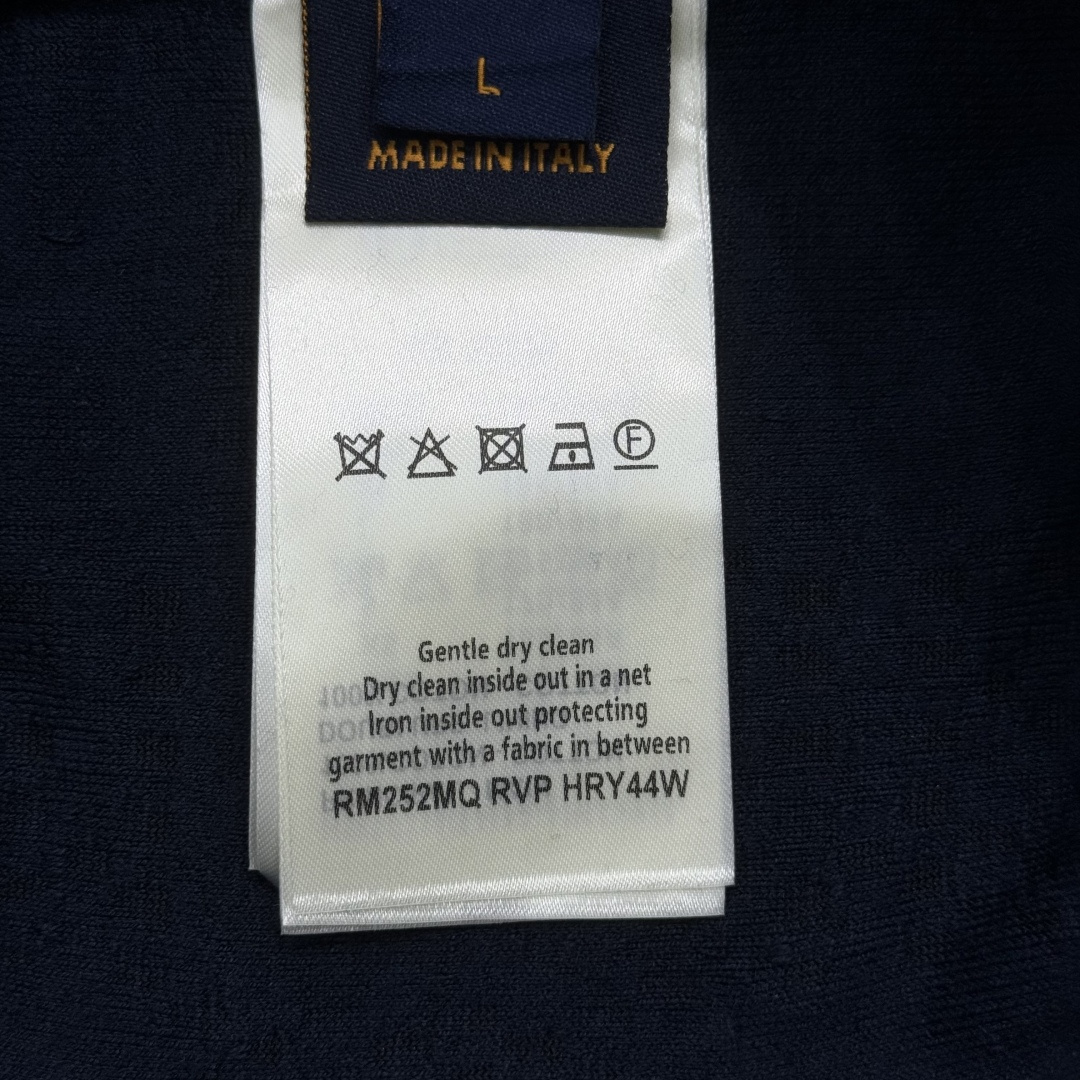 L
MADE IN ITALY
F
Gentle dry clean
Dry clean inside out in a net
Iron inside out protecting
garment with a fabric in between
RM252MQ RVP HRY44W